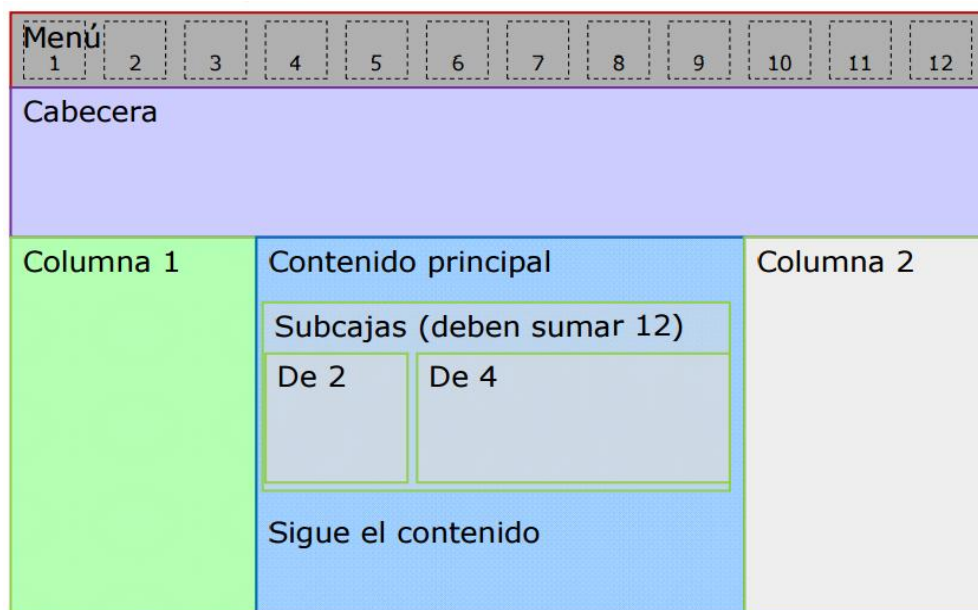 Menú
1 2 3 4 5 6 7 8 9 10 11 12
Cabecera
Columna 1
Contenido principal
Subcajas (deben sumar 12)
De 2
De 4
Sigue el contenido
Columna 2